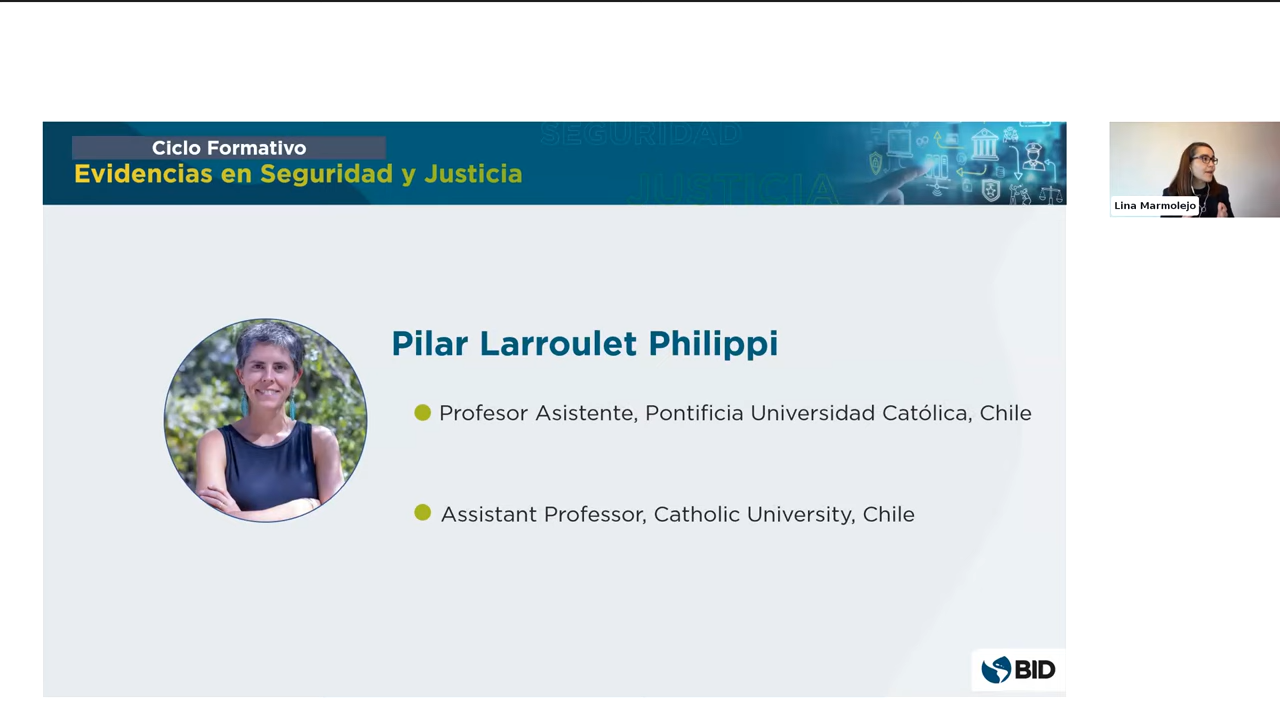 SEGURIDAD
Ciclo Formativo
Evidencias en Seguridad y Justicia
JUSTICIA
Lina Marmolejo
Pilar Larroulet Philippi
Profesor Asistente, Pontificia Universidad Católica, Chile
Assistant Professor, Catholic University, Chile
BID